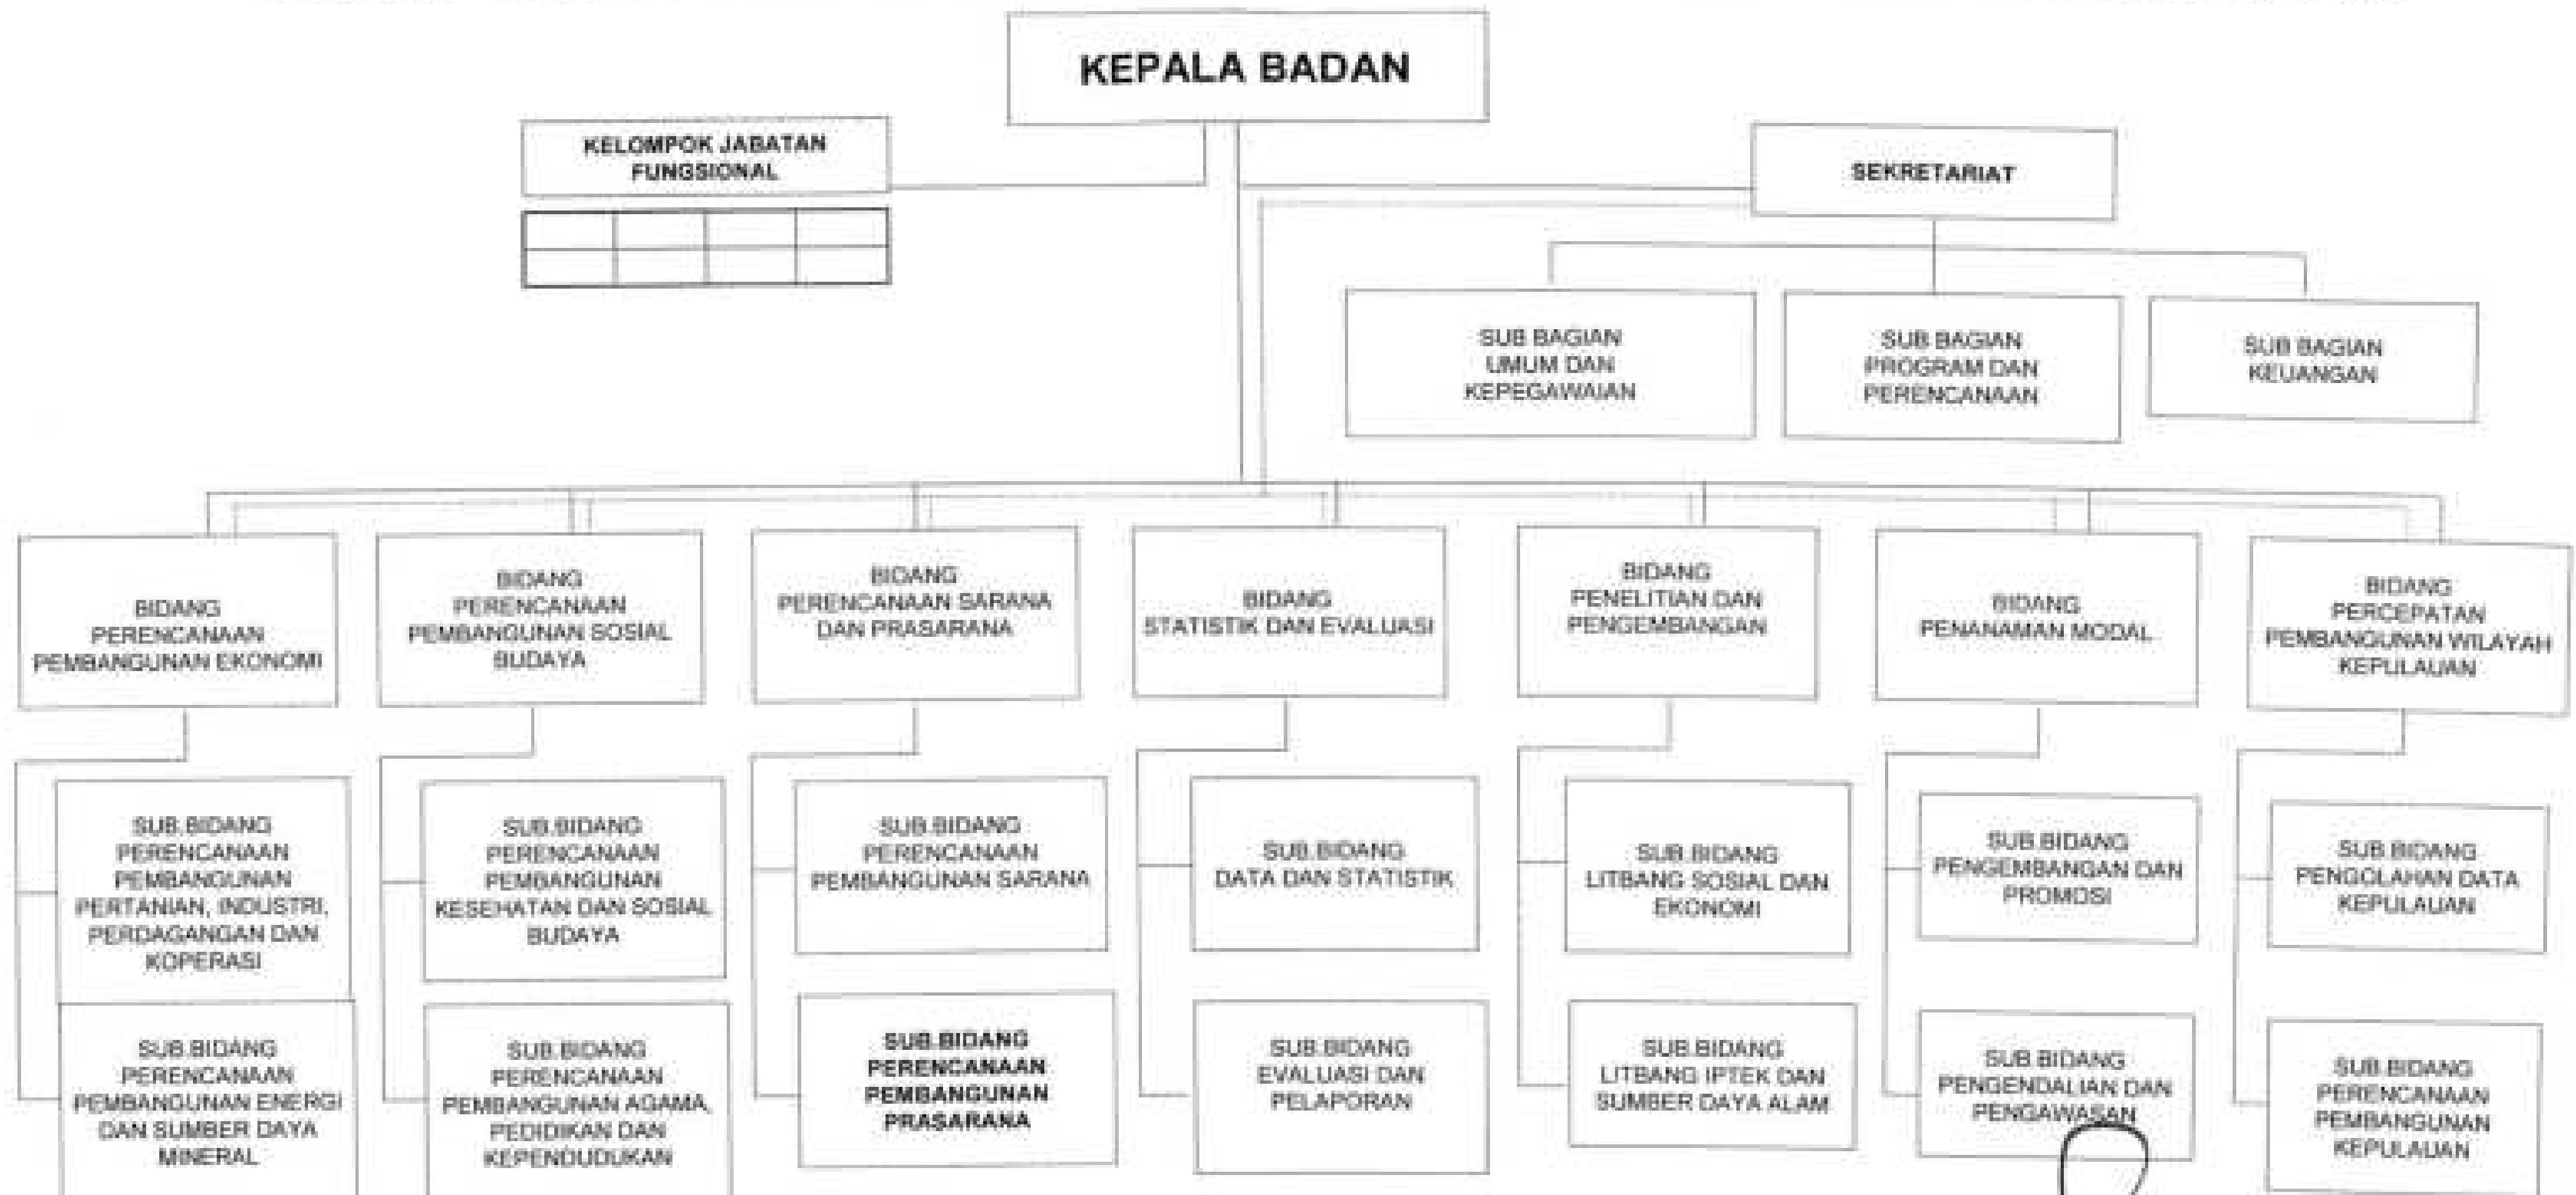 KEPALA BADAN
KELOMPOK JABATAN
FUNGSIONAL
SEKRETARIAT
SUB BAGIAN
UMUM DAN
KEPEGAWAIAN
SUB BAGIAN
PROGRAM DAN
PERENCANAAN
SUB BAGIAN
KEUANGAN
BIDANG
PERENCANAAN
PEMBANGUNAN EKONOMI
BIDANG
PERENCANAAN
PEMBANGUNAN SOSIAL
BUDAYA
BIDANG
PERENCANAAN SARANA
DAN PRASARANA
BIDANG
STATISTIK DAN EVALUASI
BIDANG
PENELITIAN DAN
PENGEMBANGAN
BIDANG
PENANAMAN MODAL
BIDANG
PERCEPATAN
PEMBANGUNAN WILAYAH
KEPULAUAN
SUB.BIDANG
PERENCANAAN
PEMBANGUNAN
PERTANIAN, INDUSTRI,
PERDAGANGAN DAN
KOPERASI
SUB.BIDANG
PERENCANAAN
PEMBANGUNAN
KESEHATAN DAN SOSIAL
BUDAYA
SUB.BIDANG
PERENCANAAN
PEMBANGUNAN SARANA
SUB.BIDANG
DATA DAN STATISTIK
SUB.BIDANG
LITBANG SOSIAL DAN
EKONOMI
SUB.BIDANG
PENGEMBANGAN DAN
PROMOSI
SUB.BIDANG
PENGOLAHAN DATA
KEPULAUAN
SUB.BIDANG
PERENCANAAN
PEMBANGUNAN ENERGI
DAN SUMBER DAYA
MINERAL
SUB.BIDANG
PERENCANAAN
PEMBANGUNAN AGAMA,
PEDIDIKAN DAN
KEPENDUDUKAN
SUB.BIDANG
PERENCANAAN
PEMBANGUNAN
PRASARANA
SUB.BIDANG
EVALUASI DAN
PELAPORAN
SUB.BIDANG
LITBANG IPTEK DAN
SUMBER DAYA ALAM
SUB.BIDANG
PENGENDALIAN DAN
PENGAWASAN
SUB.BIDANG
PERENCANAAN
PEMBANGUNAN
KEPULAUAN